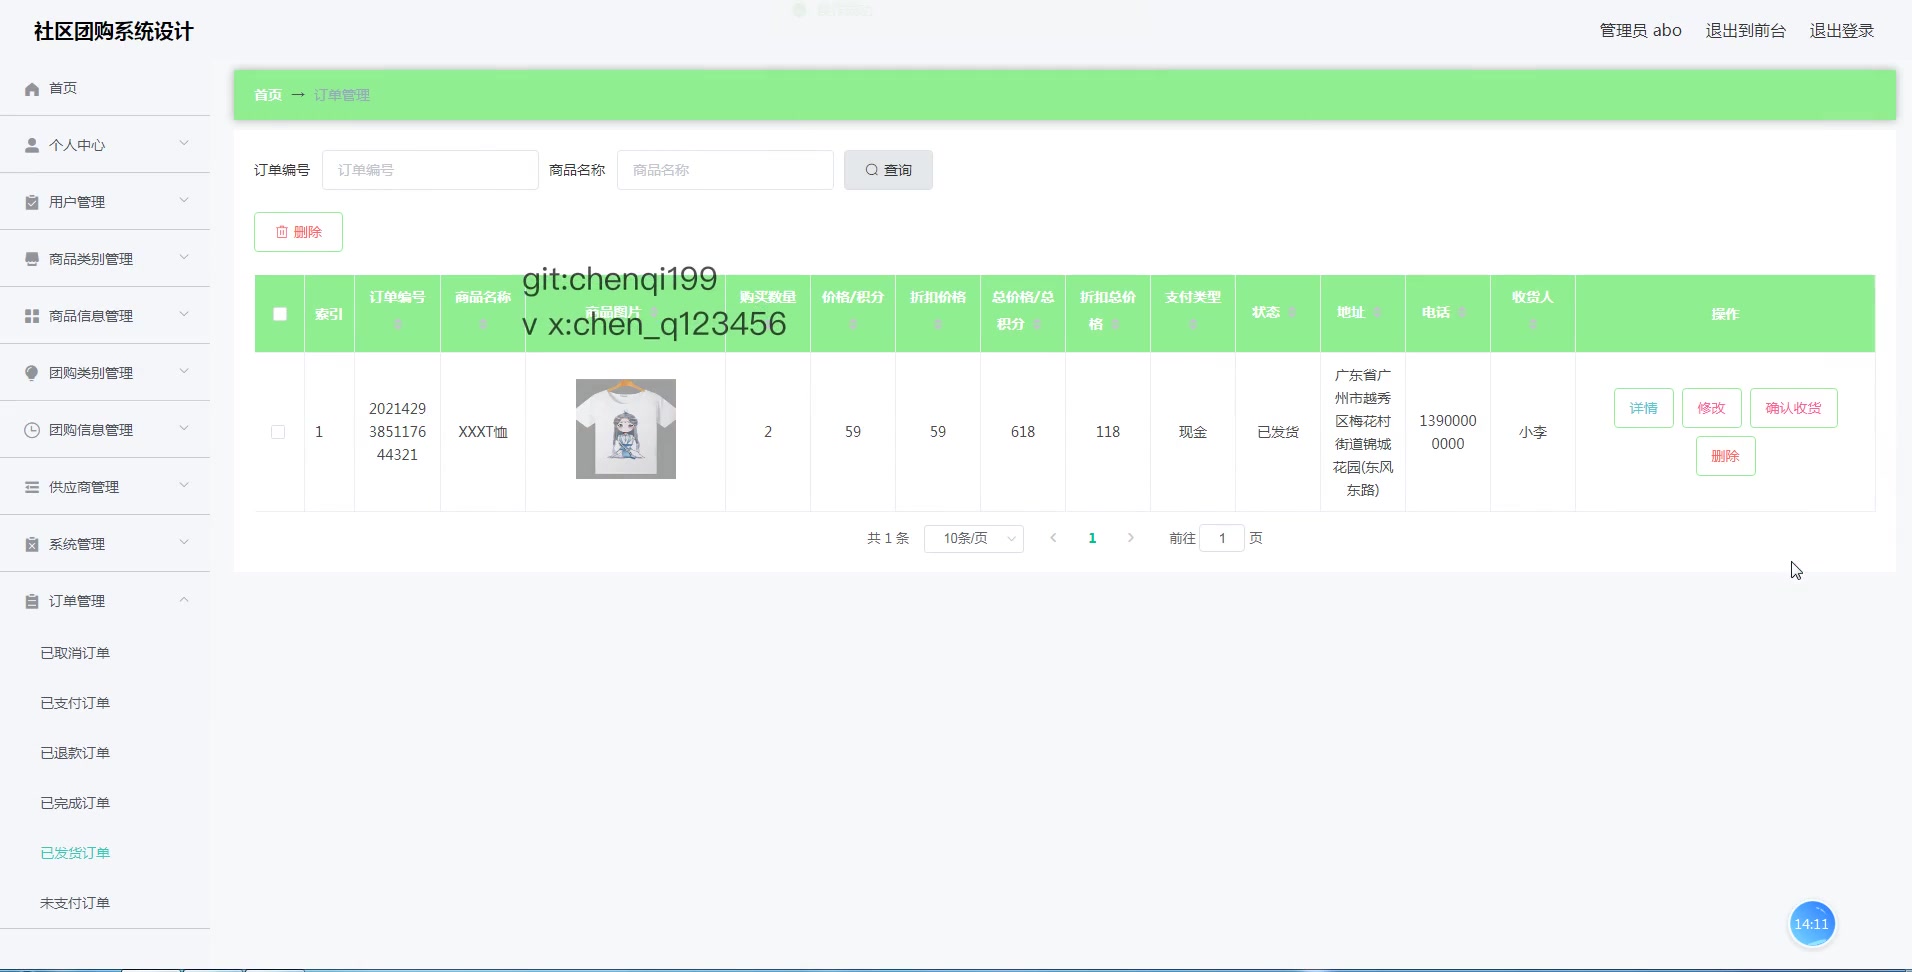 社区团购系统设计
管理员 abo 退出到前台 退出登录
首页
个人中心
用户管理
商品类别管理
商品信息管理
团购类别管理
团购信息管理
供应商管理
系统管理
订单管理
已取消订单
已支付订单
已退款订单
已完成订单
已发货订单
未支付订单
首页 → 订单管理
订单编号 订单编号 商品名称 商品名称 查询
删除
git:chenqi199
v x:chen_q123456
索引 订单编号 商品名称 商品图片 购买数量 价格/积分 折扣价格 总价格/总积分 折扣总价格 支付类型 状态 地址 电话 收货人 操作
1
2021429
3851176
44321
XXXT恤
2 59 59 618 118 现金 已发货
广东省广
州市越秀
区梅花村
街道锦城
花园(东风
东路)
1390000
0000
小李
详情 修改 确认收货
删除
共 1 条 10条/页 1 前往 1 页
14:11